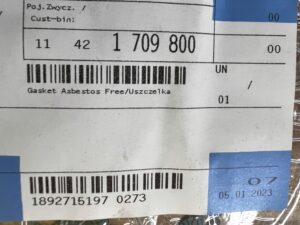 Poj.Zwycz. /
Cust-bin:
00
11 42 1 709 800
00
UN
/
Gasket Asbestos Free/Uszczelka
01
07
1892715197 0273
05.01.2023